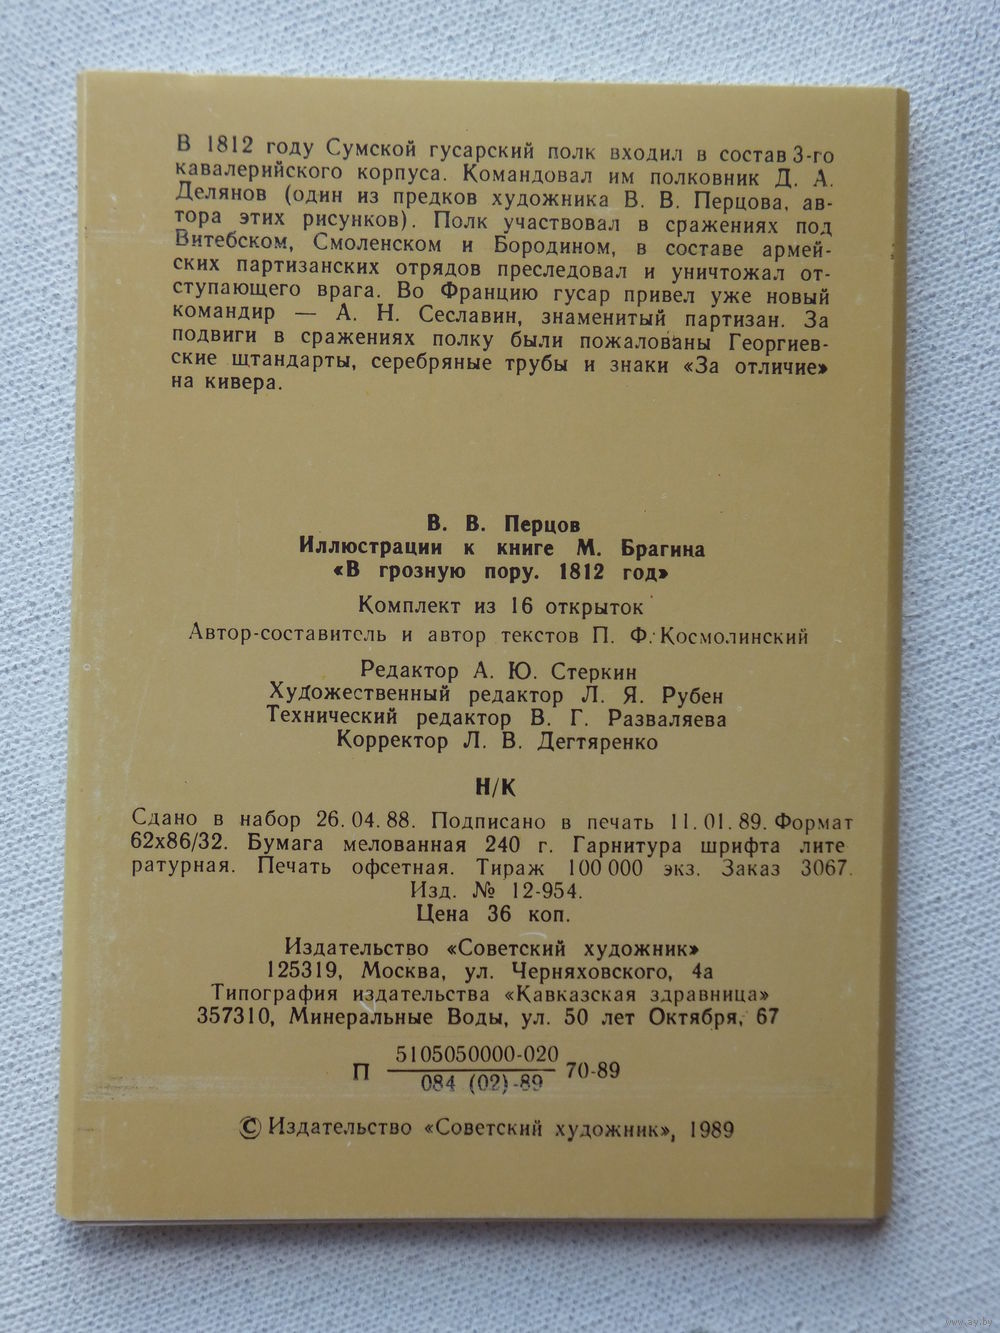 В 1812 году Сумской гусарский полк входил в состав 3-го
кавалерийского корпуса. Командовал им полковник Д. А.
Делянов (один из предков художника В. В. Перцова, ав-
тора этих рисунков). Полк участвовал в сражениях под
Витебском, Смоленском и Бородином, в составе армей-
ских партизанских отрядов преследовал и уничтожал от-
ступающего врага. Во Францию гусар привел уже новый
командир — А. Н. Сеславин, знаменитый партизан. За
подвиги в сражениях полку были пожалованы Георгиев-
ские штандарты, серебряные трубы и знаки «За отличие»
на кивера.
В. В. Перцов
Иллюстрации к книге М. Брагина
«В грозную пору. 1812 год»
Комплект из 16 открыток
Автор-составитель и автор текстов П. Ф. Космолинский
Редактор А. Ю. Стеркин
Художественный редактор Л. Я. Рубен
Технический редактор В. Г. Разваляева
Корректор Л. В. Дегтяренко
Н/К
Сдано в набор 26.04.88. Подписано в печать 11.01.89. Формат
62х86/32. Бумага мелованная 240 г. Гарнитура шрифта лите
ратурная. Печать офсетная. Тираж 100 000 экз. Заказ 3067.
Изд. № 12-954.
Цена 36 коп.
Издательство «Советский художник»
125319, Москва, ул. Черняховского, 4а
Типография издательства «Кавказская здравница»
357310, Минеральные Воды, ул. 50 лет Октября, 67
5105050000-020
П 70-89
084 (02)-89
© Издательство «Советский художник», 1989
www.ay.by